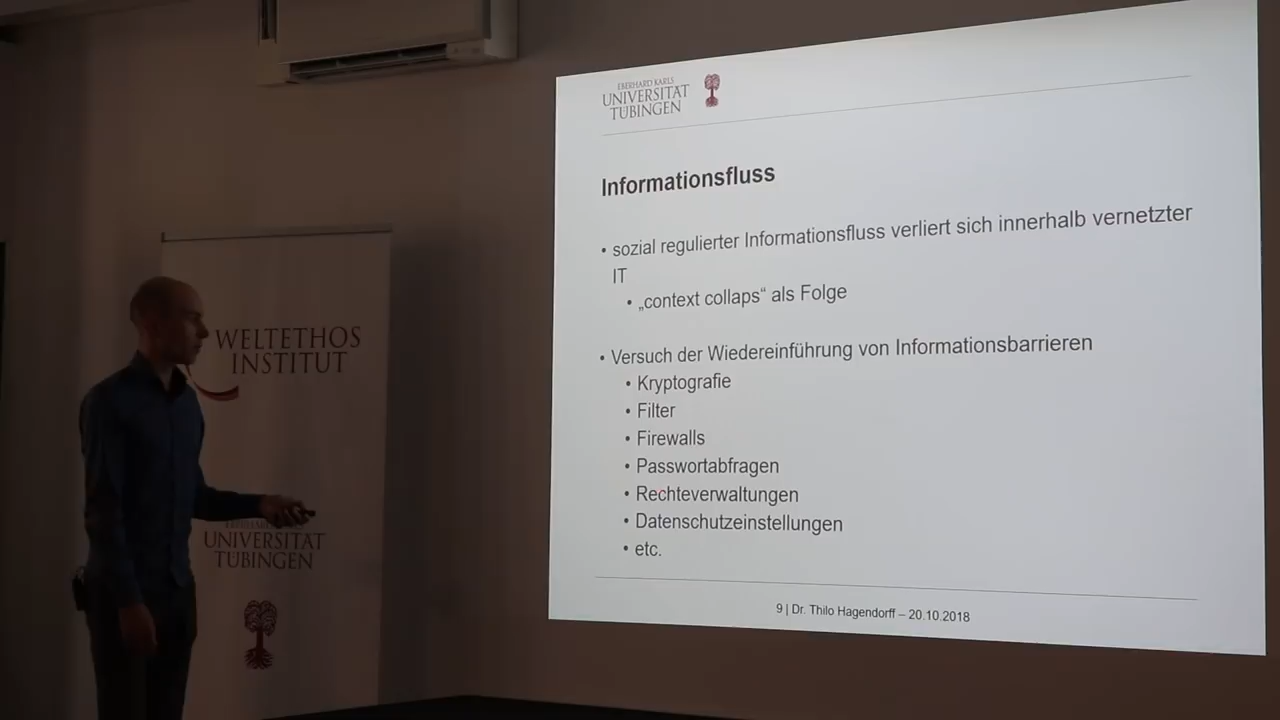 EBERHARD KARLS
UNIVERSITÄT
TÜBINGEN
Informationsfluss
• sozial regulierter Informationsfluss verliert sich innerhalb vernetzter
IT
• „context collaps“ als Folge
• Versuch der Wiedereinführung von Informationsbarrieren
• Kryptografie
• Filter
• Firewalls
• Passwortabfragen
• Rechteverwaltungen
• Datenschutzeinstellungen
• etc.
9 | Dr. Thilo Hagendorff – 20.10.2018
WELTETHOS
INSTITUT
EBERHARD KARLS
UNIVERSITÄT
TÜBINGEN